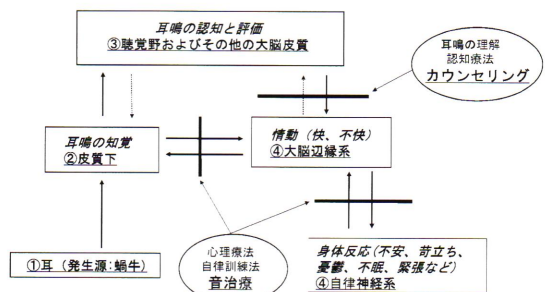 耳鳴の認知と評価
③聴覚野およびその他の大脳皮質
耳鳴の理解
認知療法
カウンセリング
耳鳴の知覚
②皮質下
情動（快、不快）
④大脳辺縁系
①耳（発生源：蝸牛）
心理療法
自律訓練法
音治療
身体反応（不安、苛立ち、
憂鬱、不眠、緊張など）
④自律神経系